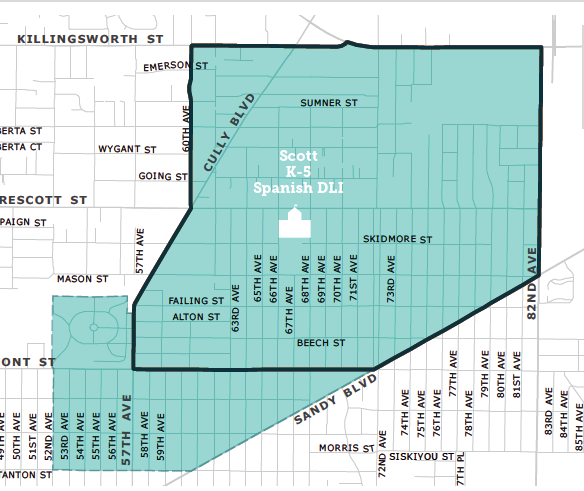 KILLINGSWORTH ST
EMERSON ST
SUMNER ST
60TH AVE
CULLY BLVD
BERTA ST
BERTA CT
WYGANT ST
GOING ST
Scott
K-5
Spanish DLI
RESCOTT ST
PAIGN ST
57TH AVE
SKIDMORE ST
MASON ST
FAILING ST
ALTON ST
63RD AVE
65TH AVE
66TH AVE
67TH AVE
68TH AVE
69TH AVE
70TH AVE
71ST AVE
73RD AVE
82ND AVE
BEECH ST
ONT ST
SANDY BLVD
49TH AVE
50TH AVE
51ST AVE
52ND AVE
53RD AVE
54TH AVE
55TH AVE
56TH AVE
57TH AVE
58TH AVE
59TH AVE
72ND AVE
74TH AVE
75TH AVE
76TH AVE
77TH AVE
78TH AVE
79TH AVE
80TH AVE
81ST AVE
83RD AVE
84TH AVE
85TH AVE
MORRIS ST
SISKIYOU ST
77TH PL
TANTON ST